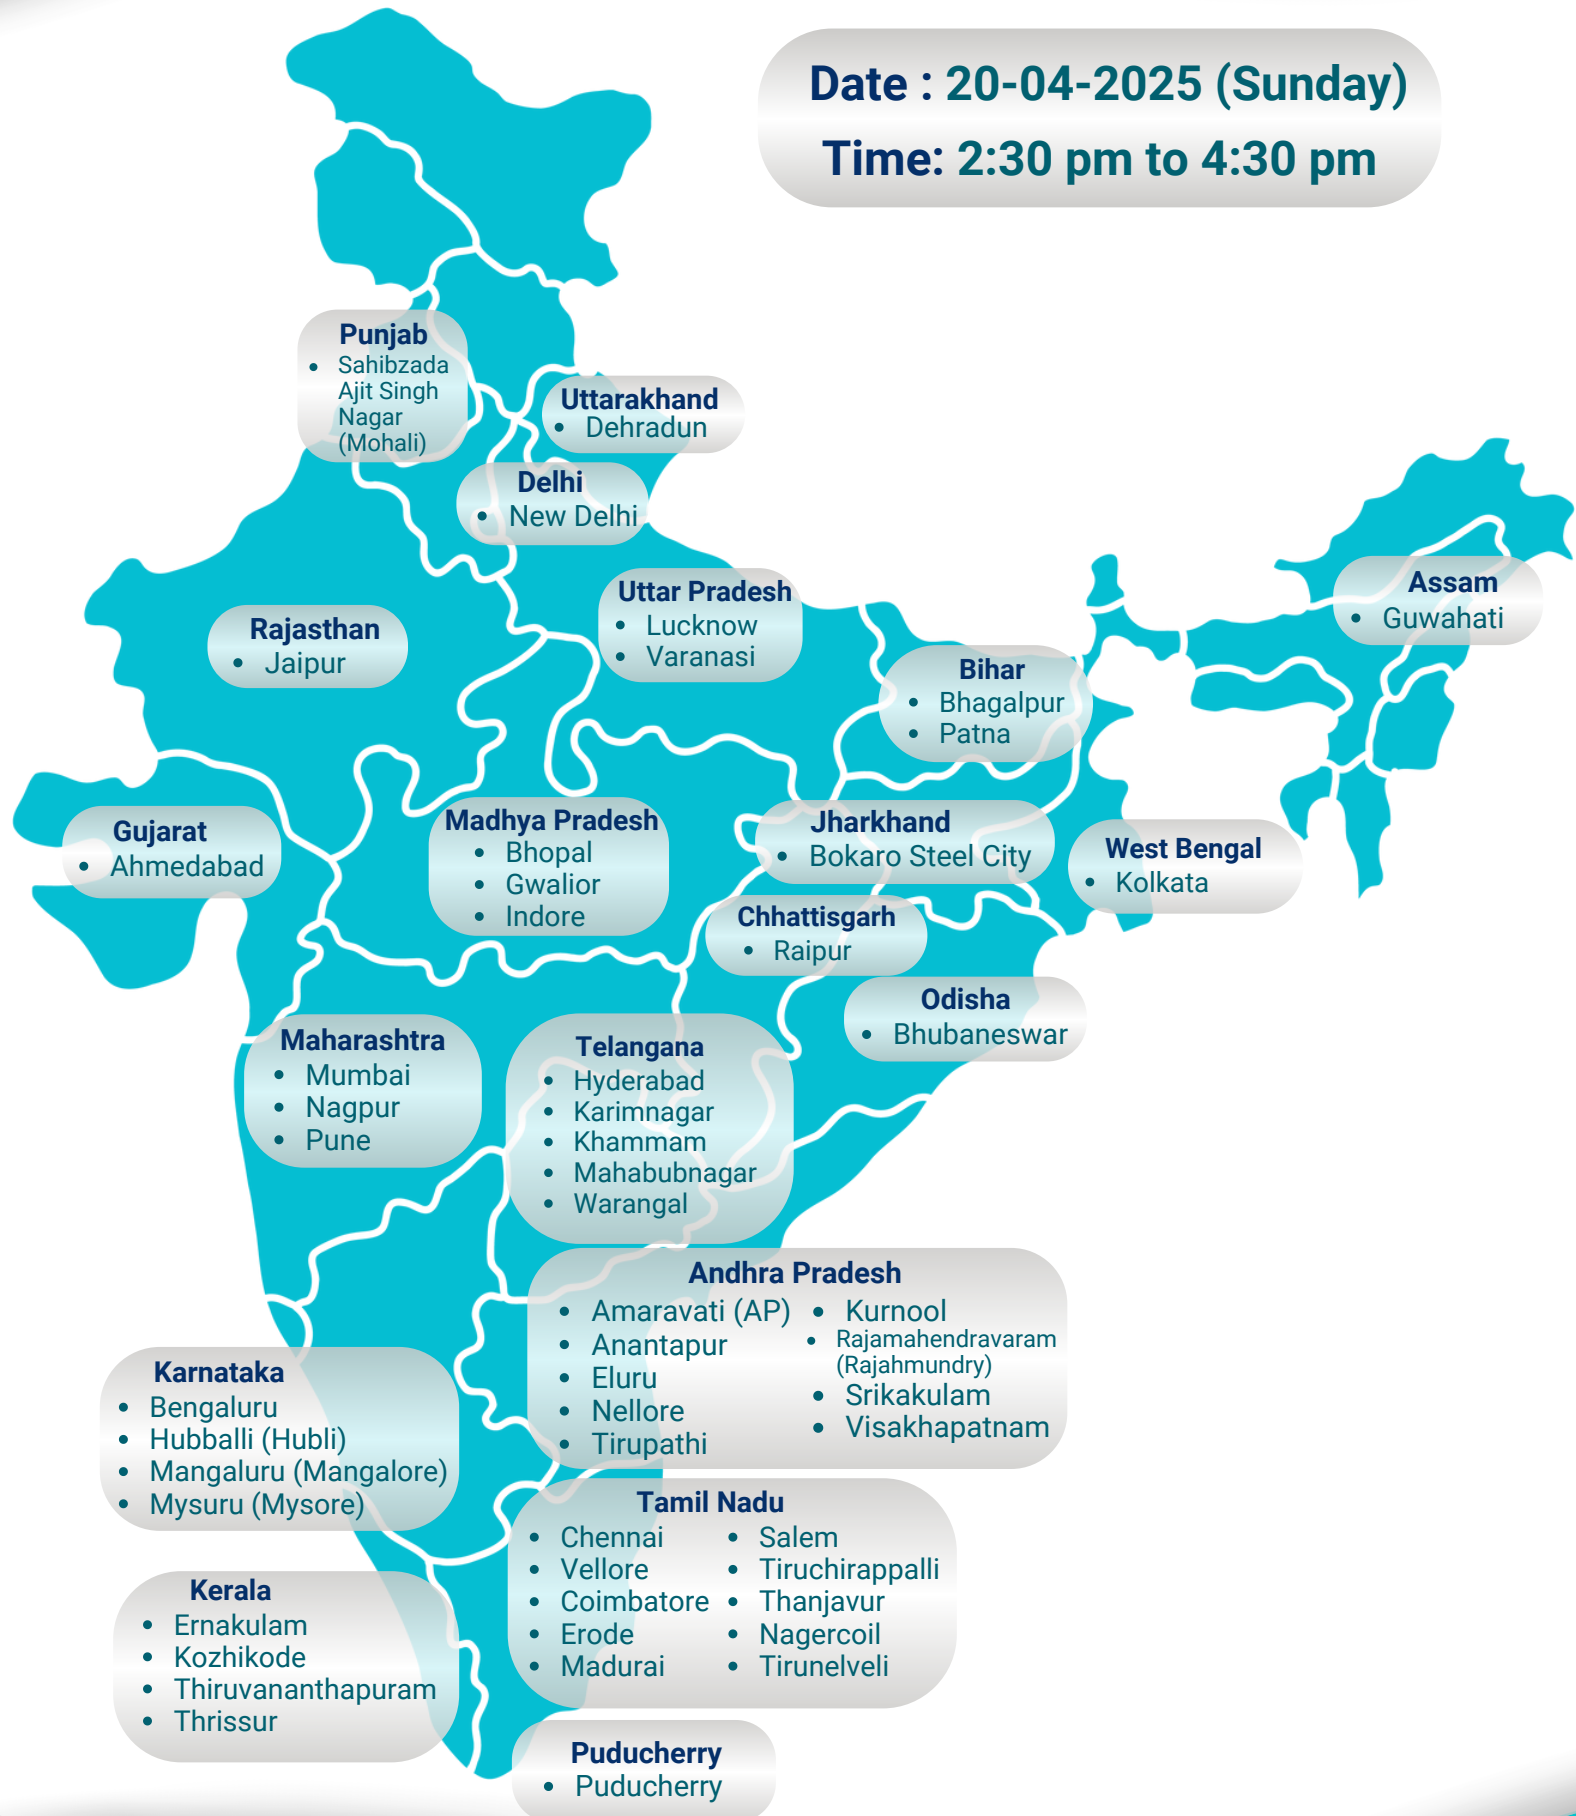 Date : 20-04-2025 (Sunday)
Time: 2:30 pm to 4:30 pm
Punjab
• Sahibzada
Ajit Singh
Nagar
(Mohali)
Uttarakhand
• Dehradun
Delhi
• New Delhi
Uttar Pradesh
• Lucknow
• Varanasi
Assam
• Guwahati
Rajasthan
• Jaipur
Bihar
• Bhagalpur
• Patna
Gujarat
• Ahmedabad
Madhya Pradesh
• Bhopal
• Gwalior
• Indore
Jharkhand
• Bokaro Steel City
West Bengal
• Kolkata
Chhattisgarh
• Raipur
Odisha
• Bhubaneswar
Maharashtra
• Mumbai
• Nagpur
• Pune
Telangana
• Hyderabad
• Karimnagar
• Khammam
• Mahabubnagar
• Warangal
Andhra Pradesh
• Amaravati (AP)
• Anantapur
• Eluru
• Nellore
• Tirupathi
• Kurnool
• Rajamahendravaram
(Rajahmundry)
• Srikakulam
• Visakhapatnam
Karnataka
• Bengaluru
• Hubballi (Hubli)
• Mangaluru (Mangalore)
• Mysuru (Mysore)
Tamil Nadu
• Chennai
• Vellore
• Coimbatore
• Erode
• Madurai
• Salem
• Tiruchirappalli
• Thanjavur
• Nagercoil
• Tirunelveli
Kerala
• Ernakulam
• Kozhikode
• Thiruvananthapuram
• Thrissur
Puducherry
• Puducherry